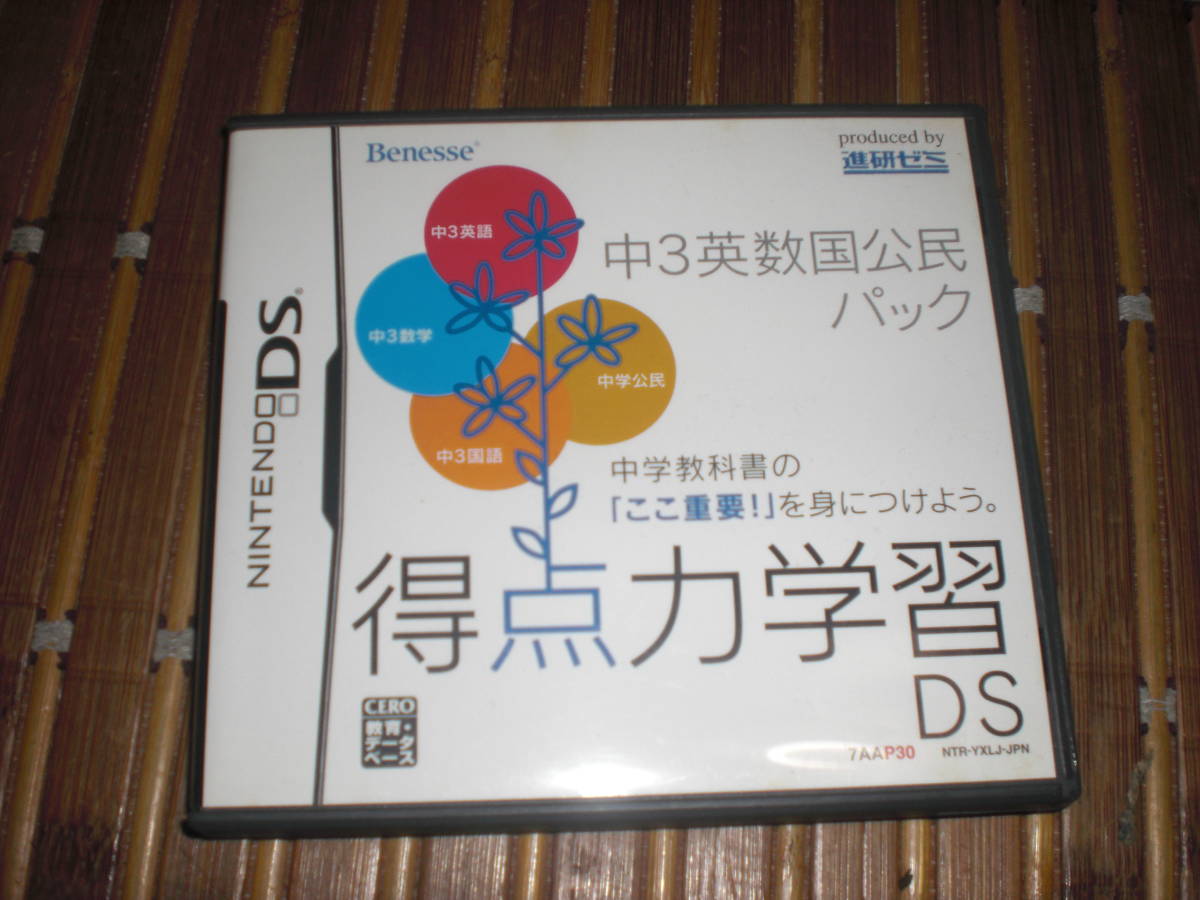 Benesse®
produced by
進研ゼミ
NINTENDO DS®
中3英語
中3数学
中学公民
中3国語
中3英数国公民
パック
中学教科書の
「ここ重要!」を身につけよう。
得点力学習
DS
CERO
教育・
データ
ベース
7AAP30 NTR-YXLJ-JPN